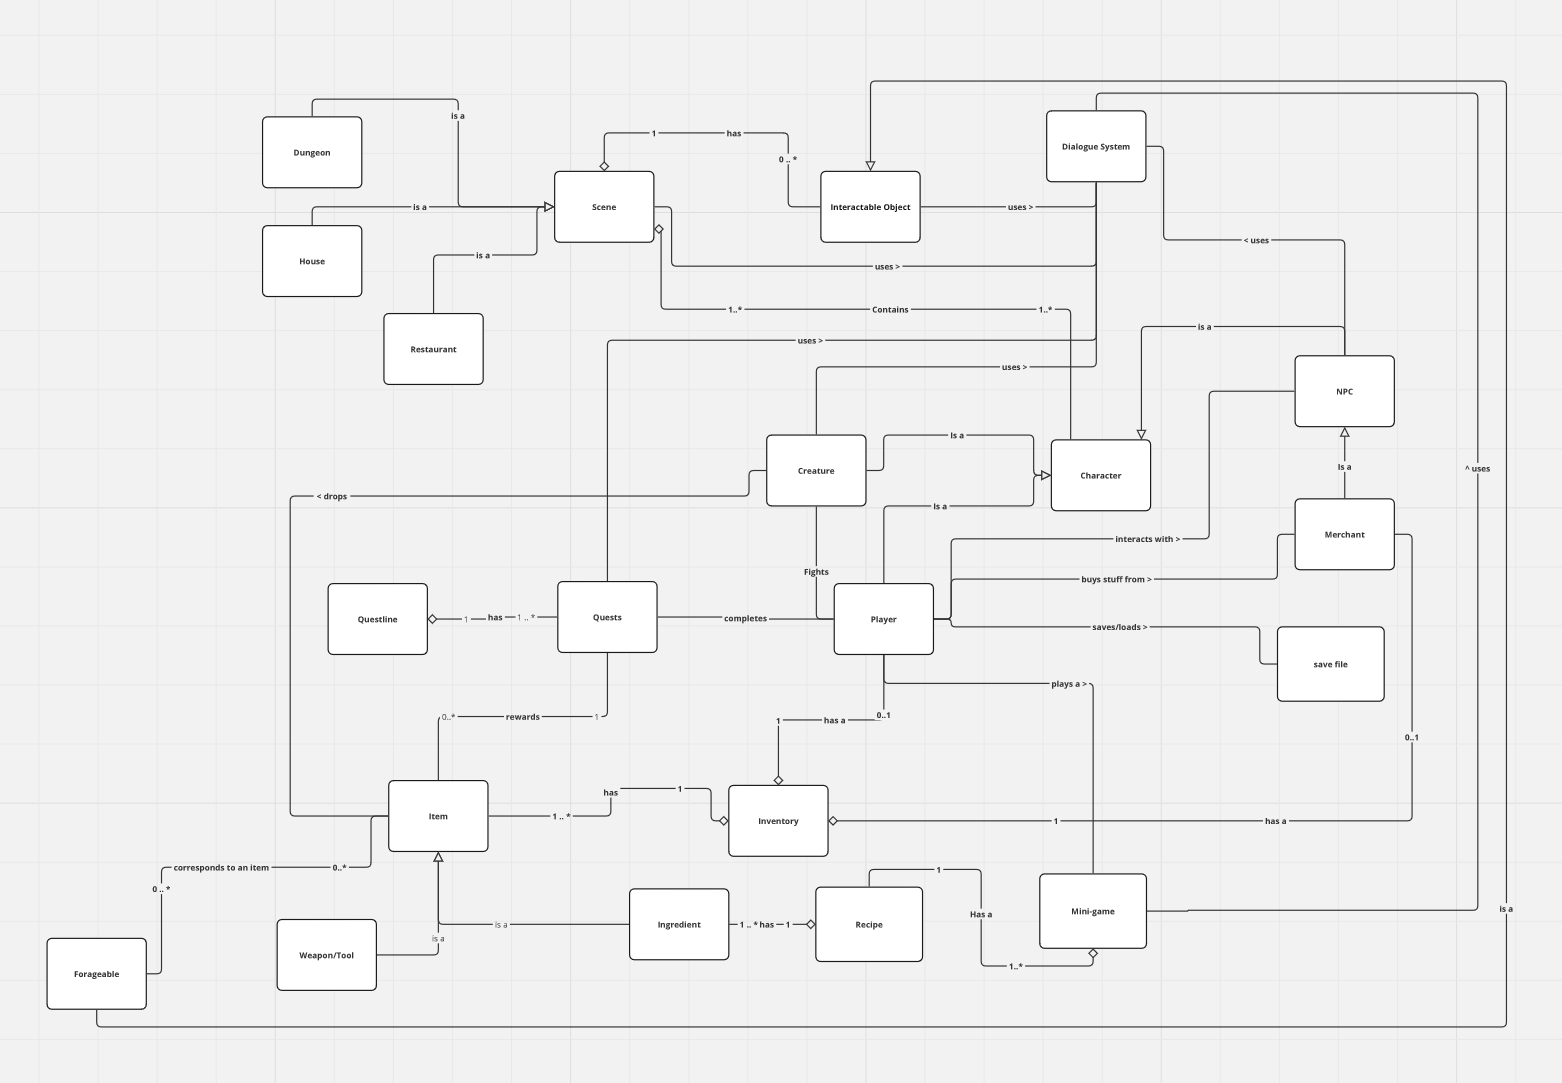 is a
Dungeon
1
has
0 .. *
Dialogue System
is a
Scene
Interactable Object
uses >
< uses
House
is a
uses >
1..*
Contains
1..*
is a
Restaurant
uses >
uses >
NPC
Is a
Creature
Character
^ uses
Is a
< drops
Is a
Merchant
interacts with >
Fights
buys stuff from >
Questline
1
has
1 .. *
Quests
completes
Player
saves/loads >
save file
plays a >
0..*
rewards
1
1
has a
0..1
0..1
has
1
Item
1 .. *
Inventory
1
has a
corresponds to an item
0..*
0 .. *
1
is a
Has a
is a
Ingredient
1 .. *
has
1
Recipe
Mini-game
is a
Weapon/Tool
1..*
Forageable